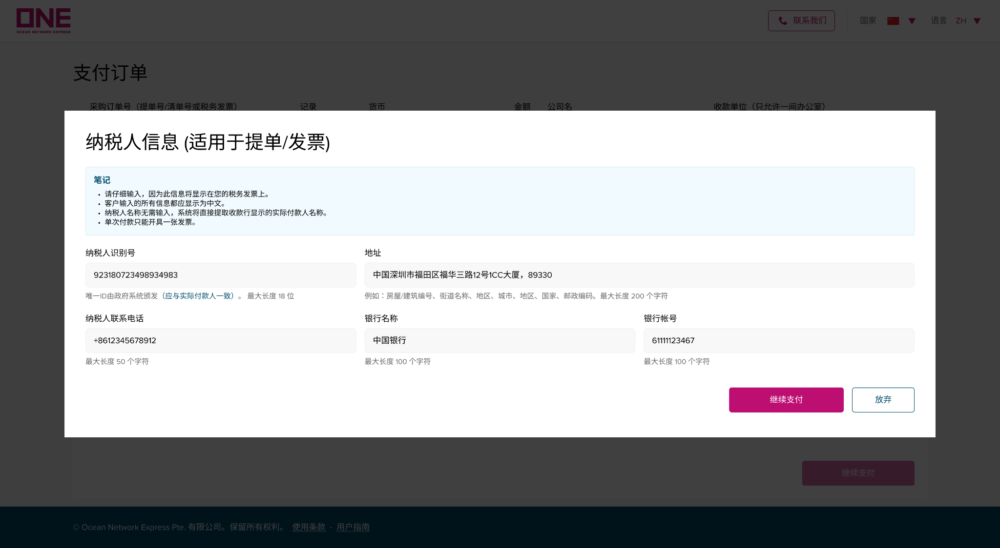 ONE
OCEAN NETWORK EXPRESS
联系我们
国家
语言 ZH
支付订单
采购订单号（提单号/清单号或税务发票） 记录 货币 金额 公司名 收款单位（只允许一间办公室）
纳税人信息 (适用于提单/发票)
笔记
• 请仔细输入，因为此信息将显示在您的税务发票上。
• 客户输入的所有信息都应显示为中文。
• 纳税人名称无需输入，系统将直接提取收款行显示的实际付款人名称。
• 单次付款只能开具一张发票。
纳税人识别号 地址
923180723498934983 中国深圳市福田区福华三路12号1CC大厦，89330
唯一ID由政府系统颁发（应与实际付款人一致）。 最大长度 18 位 例如：房屋/建筑编号、街道名称、地区、城市、地区、国家、邮政编码。最大长度 200 个字符
纳税人联系电话 银行名称 银行帐号
+8612345678912 中国银行 61111123467
最大长度 50 个字符 最大长度 100 个字符 最大长度 100 个字符
继续支付 放弃
继续支付
© Ocean Network Express Pte. 有限公司。保留所有权利。 使用条款 - 用户指南